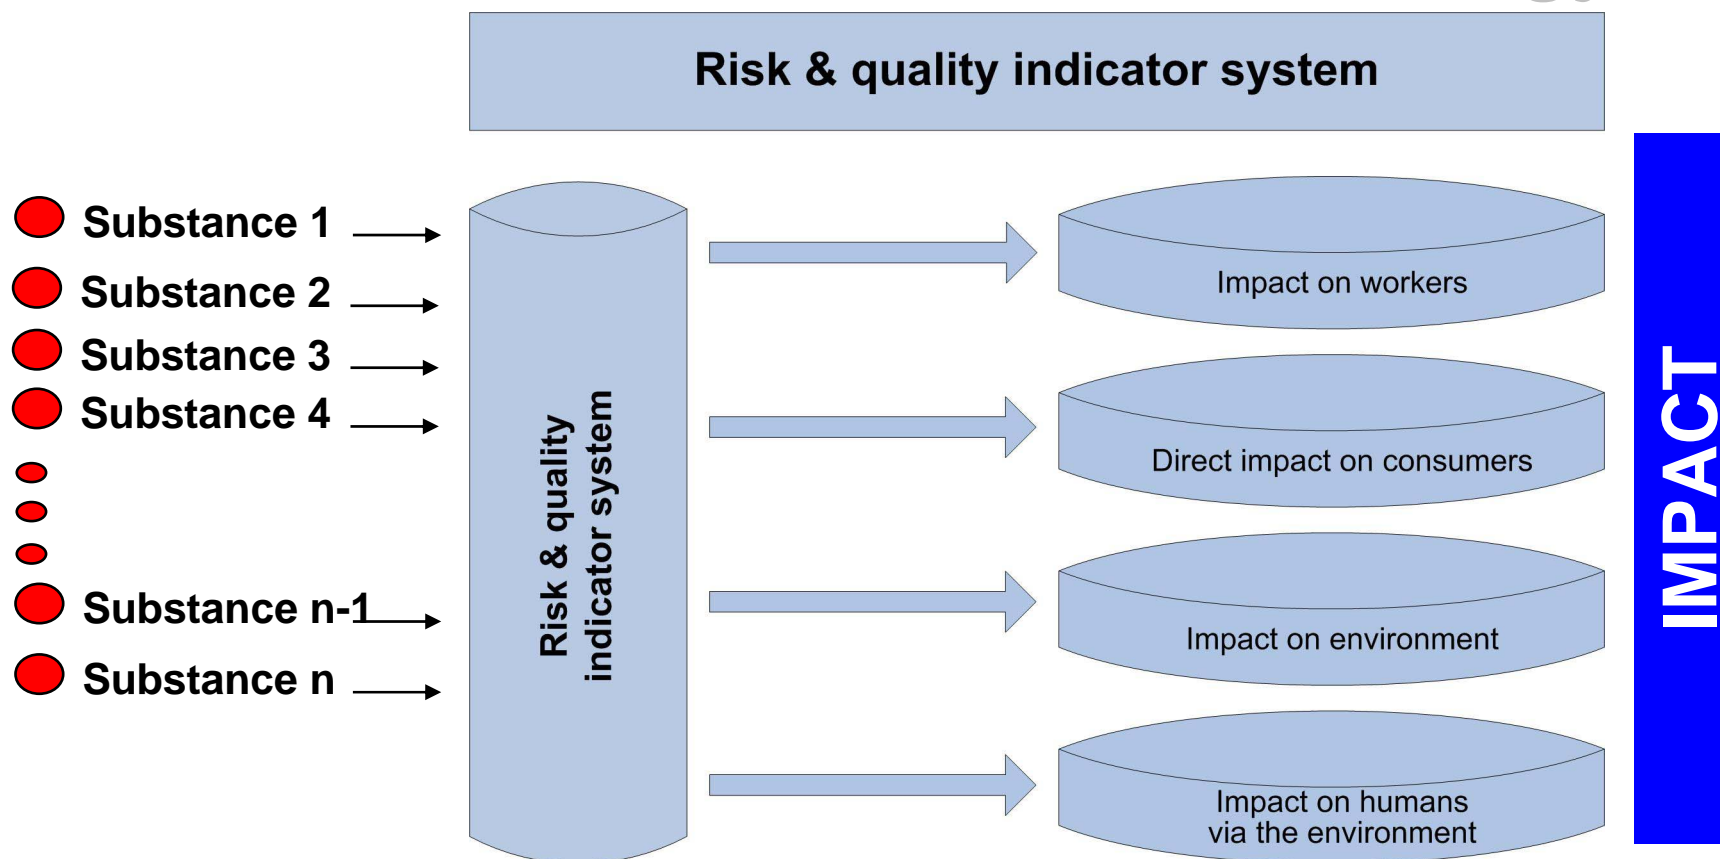 Risk & quality indicator system
Substance 1
Substance 2
Substance 3
Substance 4
Substance n-1
Substance n
Risk & quality
indicator system
Impact on workers
Direct impact on consumers
Impact on environment
Impact on humans
via the environment
IMPACT